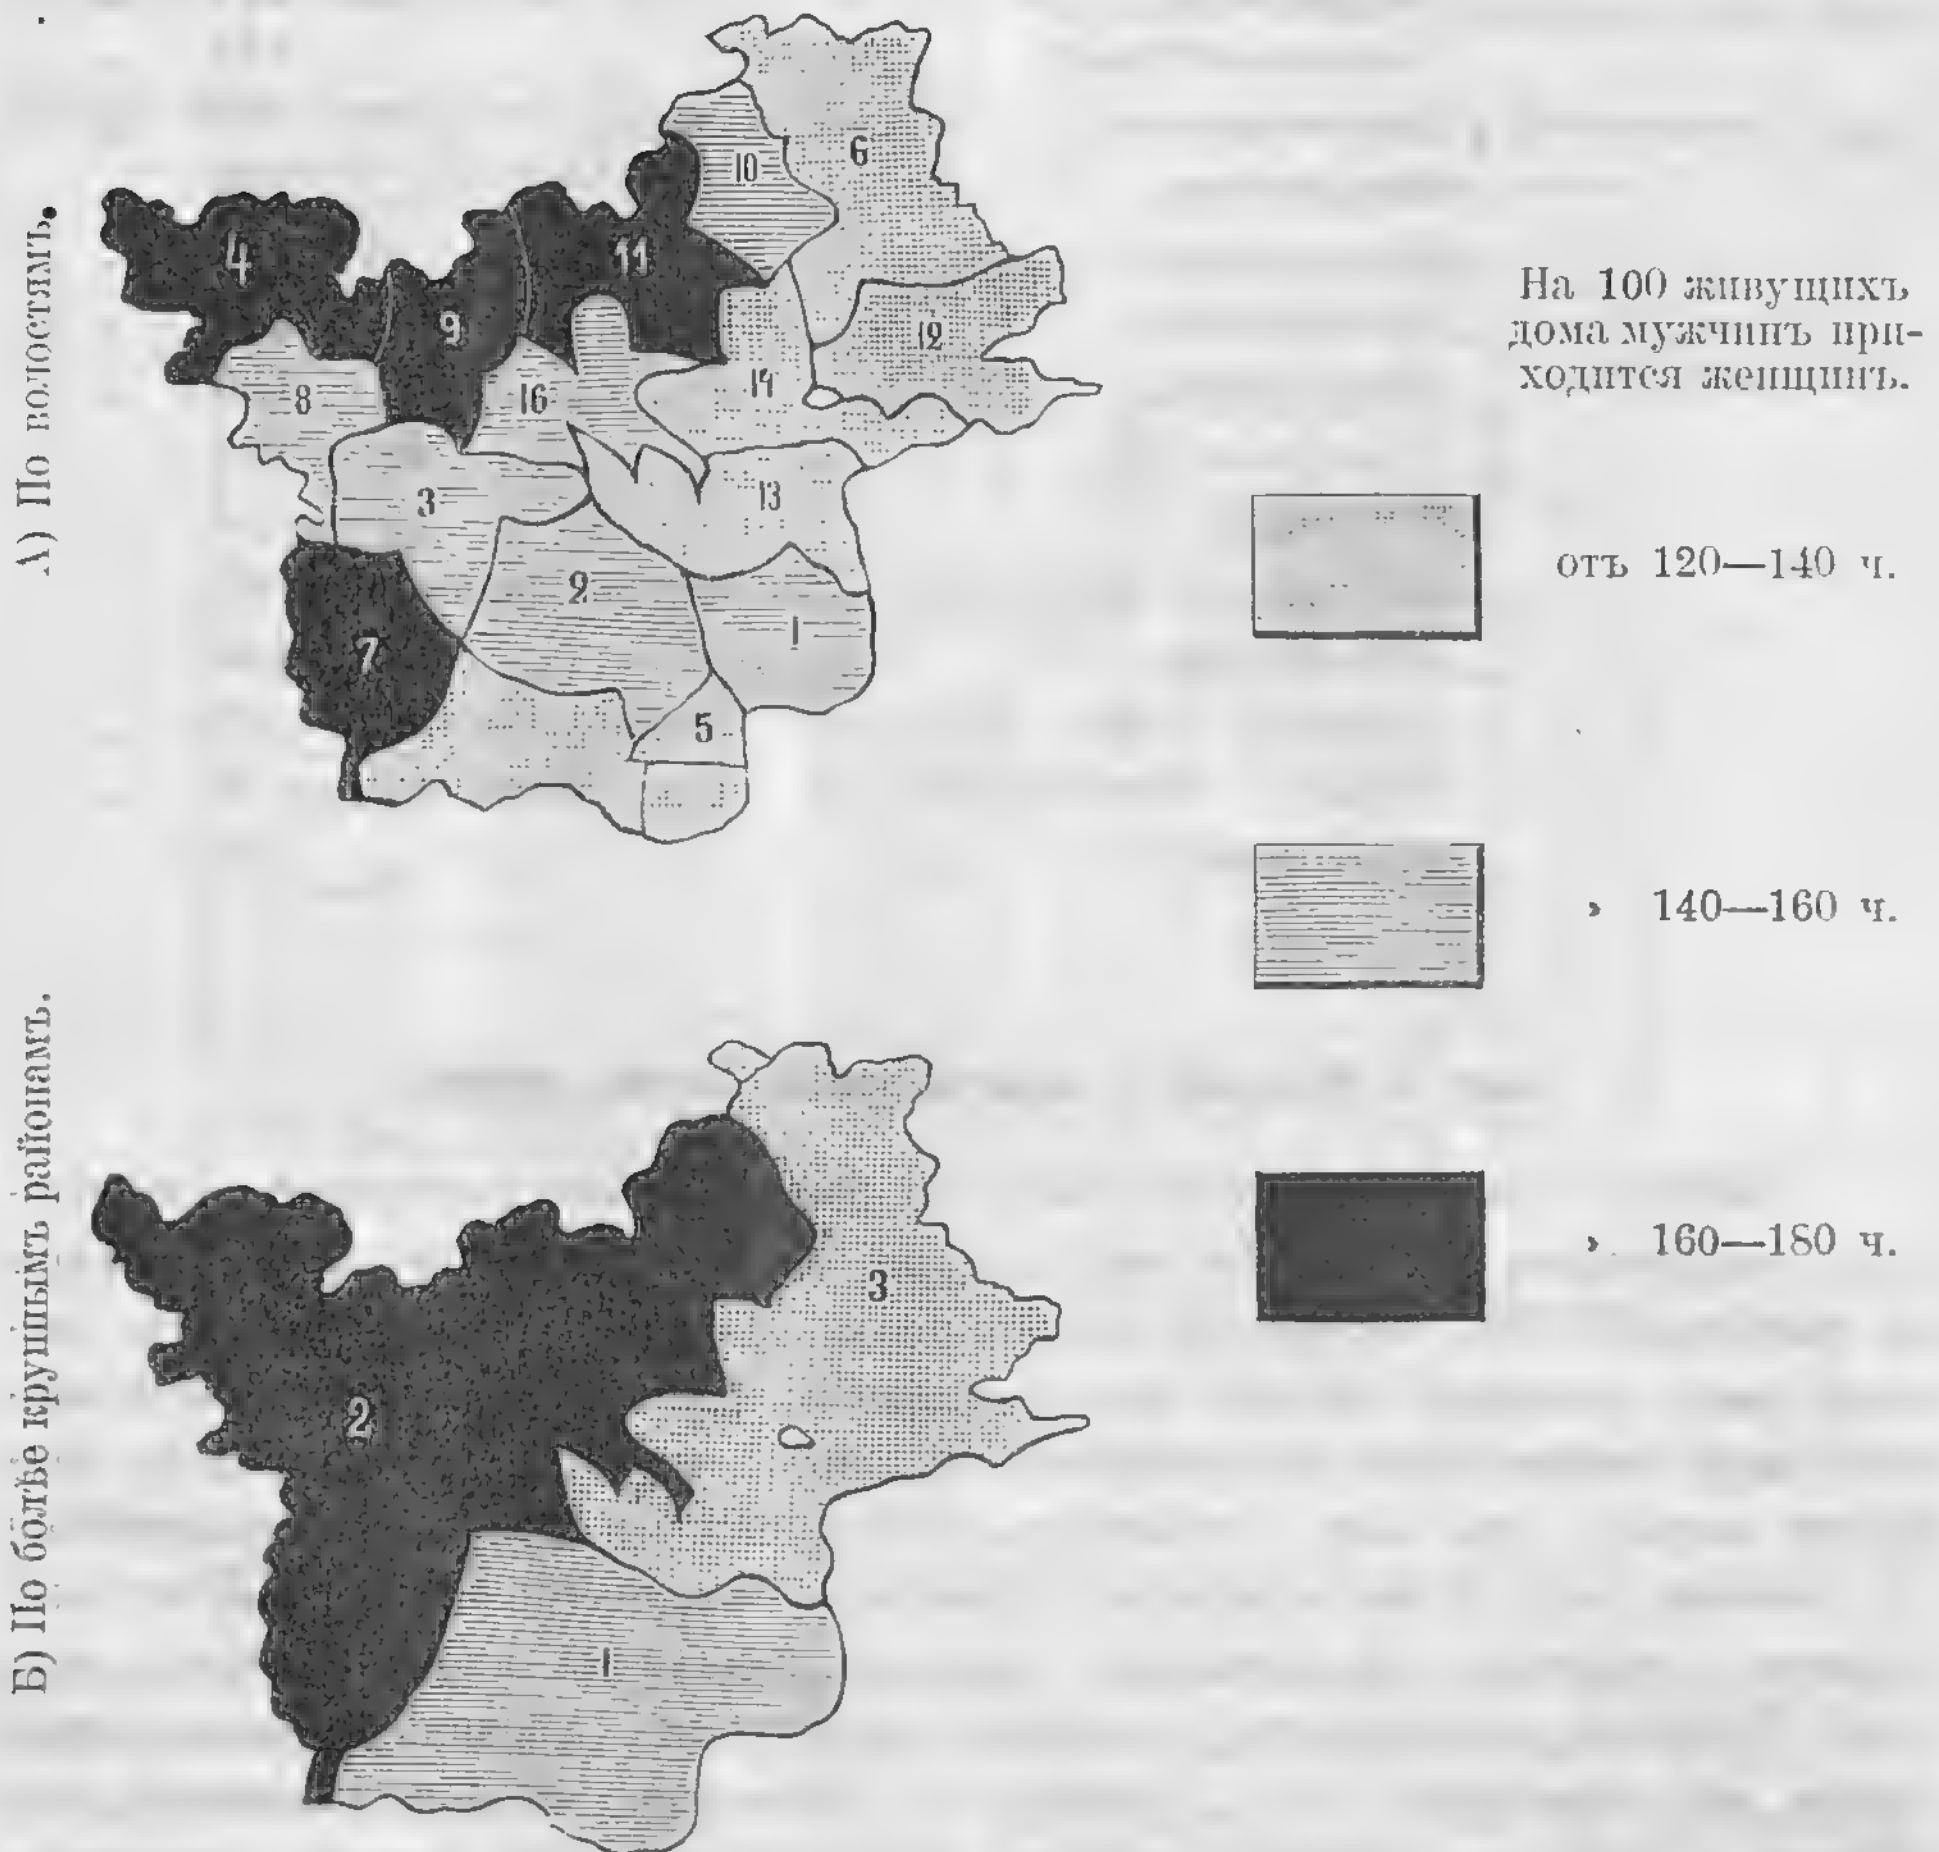 А) По волостямъ.
4
9
11
10
6
12
14
8
16
3
13
2
1
7
5
На 100 живущихъ
дома мужчинъ при-
ходится женщинъ.
отъ 120—140 ч.
» 140—160 ч.
» 160—180 ч.
Б) По болѣе крупнымъ районамъ.
3
2
1